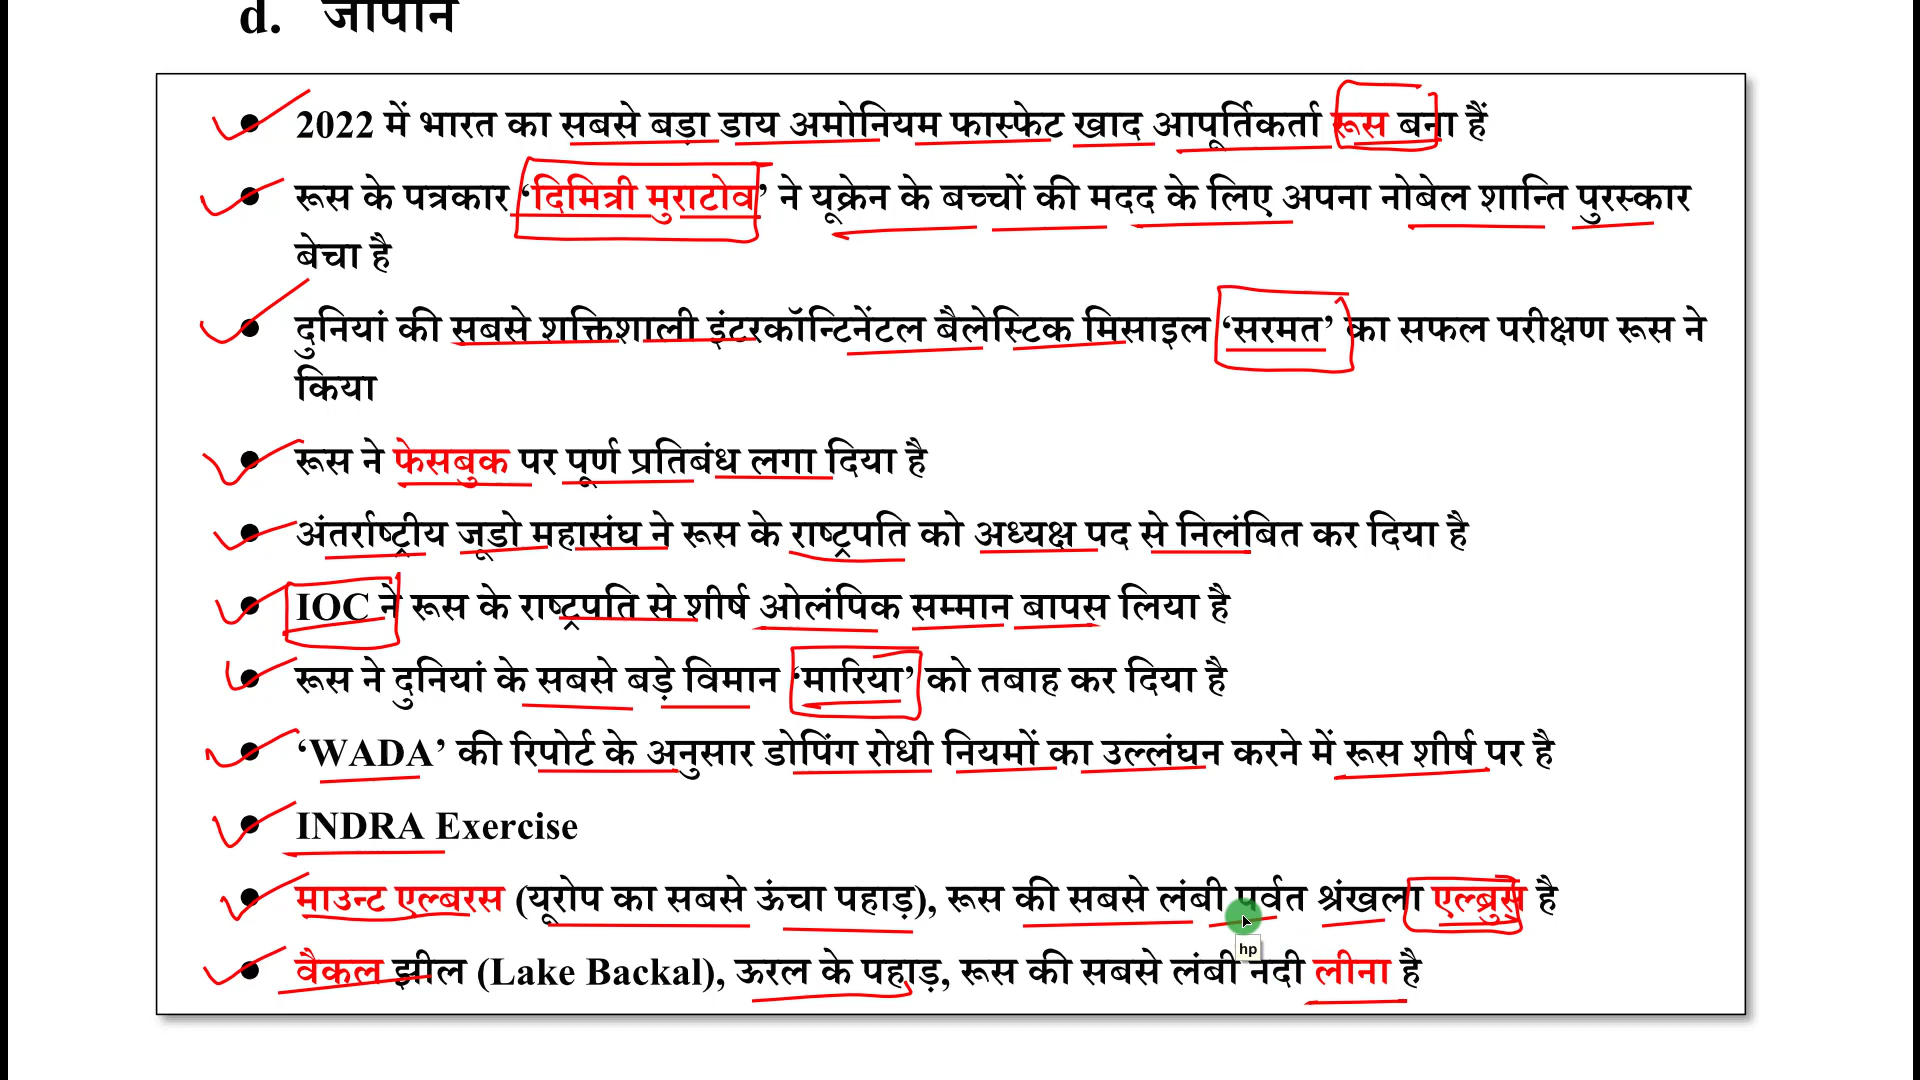 d. जापान
2022 में भारत का सबसे बड़ा डाय अमोनियम फास्फेट खाद आपूर्तिकर्ता रूस बना हैं
रूस के पत्रकार ‘दिमित्री मुराटोव’ ने यूक्रेन के बच्चों की मदद के लिए अपना नोबेल शान्ति पुरस्कार
बेचा है
दुनियां की सबसे शक्तिशाली इंटरकॉन्टिनेंटल बैलेस्टिक मिसाइल ‘सरमत’ का सफल परीक्षण रूस ने
किया
रूस ने फेसबुक पर पूर्ण प्रतिबंध लगा दिया है
अंतर्राष्ट्रीय जूडो महासंघ ने रूस के राष्ट्रपति को अध्यक्ष पद से निलंबित कर दिया है
IOC ने रूस के राष्ट्रपति से शीर्ष ओलंपिक सम्मान बापस लिया है
रूस ने दुनियां के सबसे बड़े विमान ‘मारिया’ को तबाह कर दिया है
‘WADA’ की रिपोर्ट के अनुसार डोपिंग रोधी नियमों का उल्लंघन करने में रूस शीर्ष पर है
INDRA Exercise
माउन्ट एल्बरस (यूरोप का सबसे ऊंचा पहाड़), रूस की सबसे लंबी पर्वत श्रंखला एल्ब्रुस है
hp
वैकल झील (Lake Backal), ऊरल के पहाड़, रूस की सबसे लंबी नदी लीना है